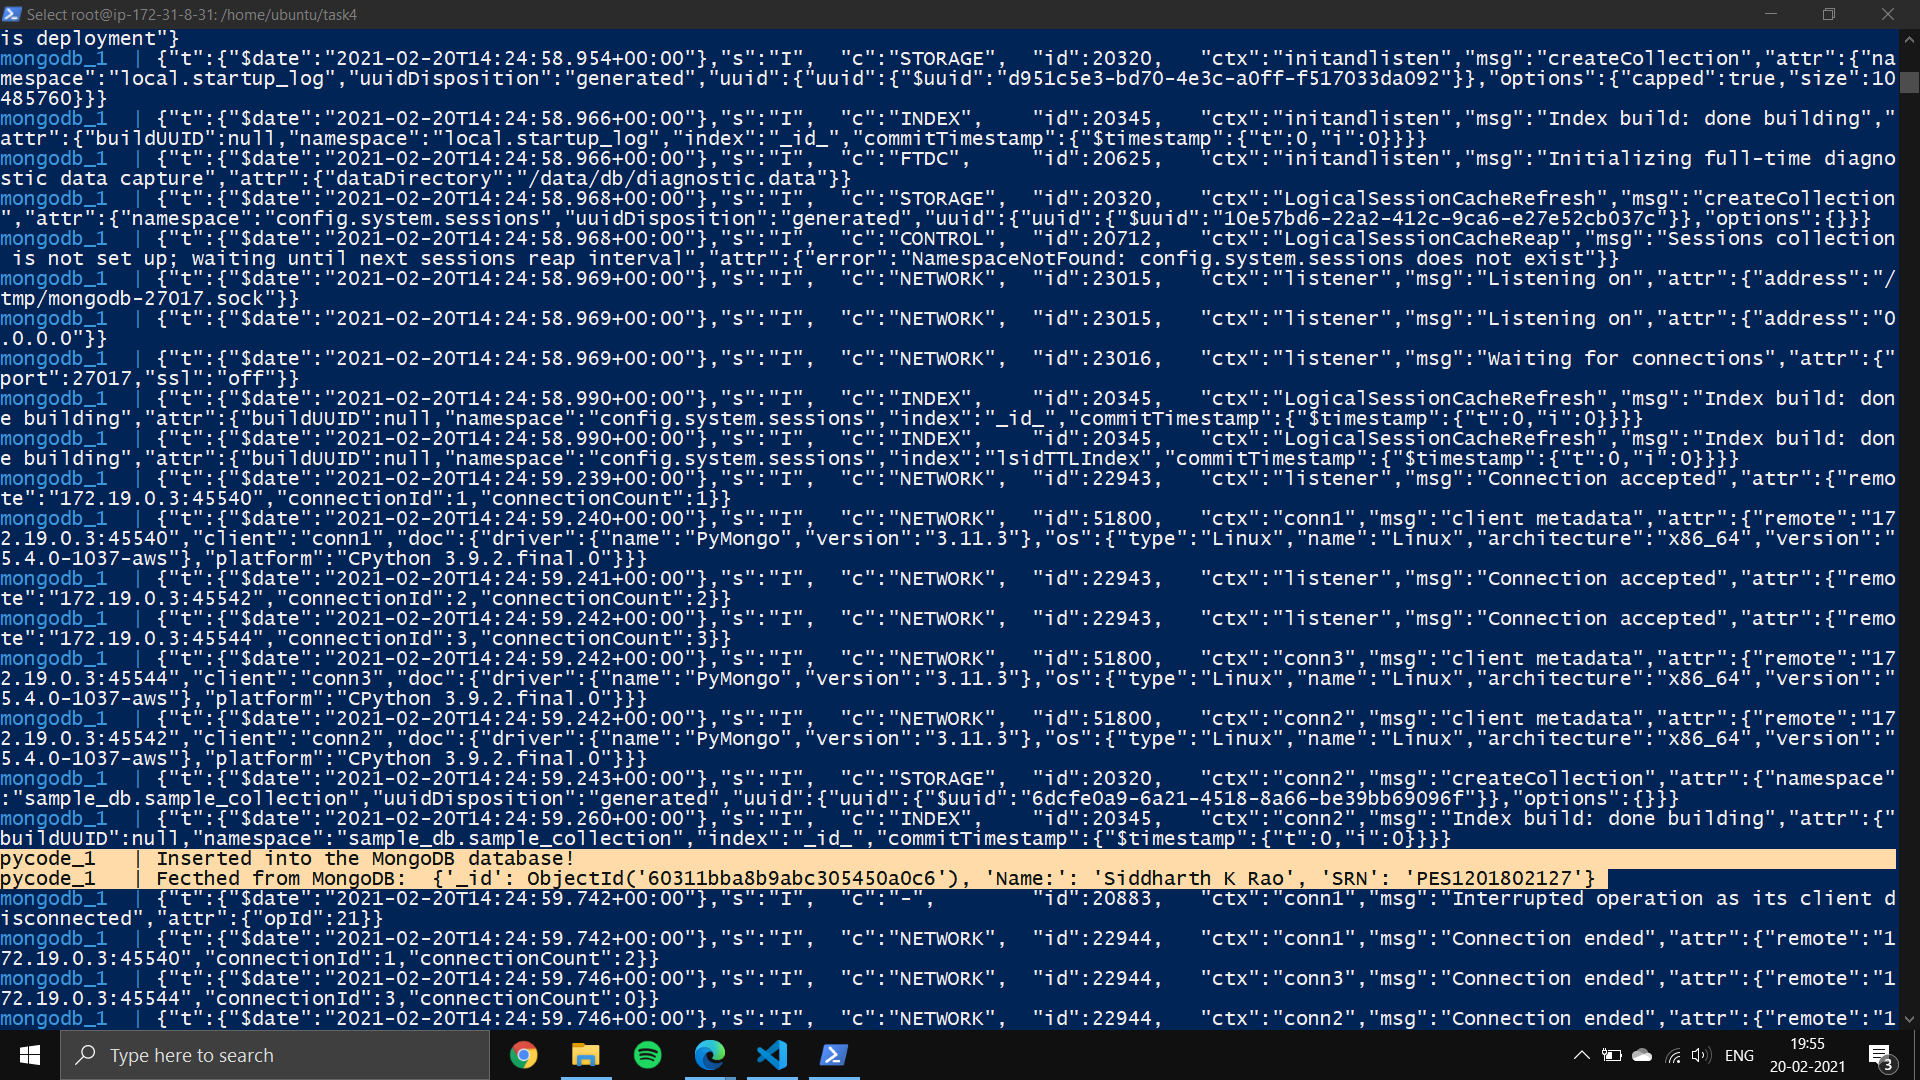 Select root@ip-172-31-8-31: /home/ubuntu/task4
is deployment"}
mongodb_1  | {"t":{"$date":"2021-02-20T14:24:58.954+00:00"},"s":"I",  "c":"STORAGE",  "id":20320,   "ctx":"initandlisten","msg":"createCollection","attr":{"na
mespace":"local.startup_log","uuidDisposition":"generated","uuid":{"uuid":{"$uuid":"d951c5e3-bd70-4e3c-a0ff-f517033da092"}},"options":{"capped":true,"size":10
485760}}}
mongodb_1  | {"t":{"$date":"2021-02-20T14:24:58.966+00:00"},"s":"I",  "c":"INDEX",    "id":20345,   "ctx":"initandlisten","msg":"Index build: done building","
attr":{"buildUUID":null,"namespace":"local.startup_log","index":"_id_","commitTimestamp":{"$timestamp":{"t":0,"i":0}}}}
mongodb_1  | {"t":{"$date":"2021-02-20T14:24:58.966+00:00"},"s":"I",  "c":"FTDC",     "id":20625,   "ctx":"initandlisten","msg":"Initializing full-time diagno
stic data capture","attr":{"dataDirectory":"/data/db/diagnostic.data"}}
mongodb_1  | {"t":{"$date":"2021-02-20T14:24:58.968+00:00"},"s":"I",  "c":"STORAGE",  "id":20320,   "ctx":"LogicalSessionCacheRefresh","msg":"createCollection
","attr":{"namespace":"config.system.sessions","uuidDisposition":"generated","uuid":{"uuid":{"$uuid":"10e57bd6-22a2-412c-9ca6-e27e52cb037c"}},"options":{}}}
mongodb_1  | {"t":{"$date":"2021-02-20T14:24:58.968+00:00"},"s":"I",  "c":"CONTROL",  "id":20712,   "ctx":"LogicalSessionCacheReap","msg":"Sessions collection
 is not set up; waiting until next sessions reap interval","attr":{"error":"NamespaceNotFound: config.system.sessions does not exist"}}
mongodb_1  | {"t":{"$date":"2021-02-20T14:24:58.969+00:00"},"s":"I",  "c":"NETWORK",  "id":23015,   "ctx":"listener","msg":"Listening on","attr":{"address":"/
tmp/mongodb-27017.sock"}}
mongodb_1  | {"t":{"$date":"2021-02-20T14:24:58.969+00:00"},"s":"I",  "c":"NETWORK",  "id":23015,   "ctx":"listener","msg":"Listening on","attr":{"address":"0
.0.0.0"}}
mongodb_1  | {"t":{"$date":"2021-02-20T14:24:58.969+00:00"},"s":"I",  "c":"NETWORK",  "id":23016,   "ctx":"listener","msg":"Waiting for connections","attr":{"
port":27017,"ssl":"off"}}
mongodb_1  | {"t":{"$date":"2021-02-20T14:24:58.990+00:00"},"s":"I",  "c":"INDEX",    "id":20345,   "ctx":"LogicalSessionCacheRefresh","msg":"Index build: don
e building","attr":{"buildUUID":null,"namespace":"config.system.sessions","index":"_id_","commitTimestamp":{"$timestamp":{"t":0,"i":0}}}}
mongodb_1  | {"t":{"$date":"2021-02-20T14:24:58.990+00:00"},"s":"I",  "c":"INDEX",    "id":20345,   "ctx":"LogicalSessionCacheRefresh","msg":"Index build: don
e building","attr":{"buildUUID":null,"namespace":"config.system.sessions","index":"lsidTTLIndex","commitTimestamp":{"$timestamp":{"t":0,"i":0}}}}
mongodb_1  | {"t":{"$date":"2021-02-20T14:24:59.239+00:00"},"s":"I",  "c":"NETWORK",  "id":22943,   "ctx":"listener","msg":"Connection accepted","attr":{"remo
te":"172.19.0.3:45540","connectionId":1,"connectionCount":1}}
mongodb_1  | {"t":{"$date":"2021-02-20T14:24:59.240+00:00"},"s":"I",  "c":"NETWORK",  "id":51800,   "ctx":"conn1","msg":"client metadata","attr":{"remote":"17
2.19.0.3:45540","client":"conn1","doc":{"driver":{"name":"PyMongo","version":"3.11.3"},"os":{"type":"Linux","name":"Linux","architecture":"x86_64","version":"
5.4.0-1037-aws"},"platform":"CPython 3.9.2.final.0"}}}
mongodb_1  | {"t":{"$date":"2021-02-20T14:24:59.241+00:00"},"s":"I",  "c":"NETWORK",  "id":22943,   "ctx":"listener","msg":"Connection accepted","attr":{"remo
te":"172.19.0.3:45542","connectionId":2,"connectionCount":2}}
mongodb_1  | {"t":{"$date":"2021-02-20T14:24:59.242+00:00"},"s":"I",  "c":"NETWORK",  "id":22943,   "ctx":"listener","msg":"Connection accepted","attr":{"remo
te":"172.19.0.3:45544","connectionId":3,"connectionCount":3}}
mongodb_1  | {"t":{"$date":"2021-02-20T14:24:59.242+00:00"},"s":"I",  "c":"NETWORK",  "id":51800,   "ctx":"conn3","msg":"client metadata","attr":{"remote":"17
2.19.0.3:45544","client":"conn3","doc":{"driver":{"name":"PyMongo","version":"3.11.3"},"os":{"type":"Linux","name":"Linux","architecture":"x86_64","version":"
5.4.0-1037-aws"},"platform":"CPython 3.9.2.final.0"}}}
mongodb_1  | {"t":{"$date":"2021-02-20T14:24:59.242+00:00"},"s":"I",  "c":"NETWORK",  "id":51800,   "ctx":"conn2","msg":"client metadata","attr":{"remote":"17
2.19.0.3:45542","client":"conn2","doc":{"driver":{"name":"PyMongo","version":"3.11.3"},"os":{"type":"Linux","name":"Linux","architecture":"x86_64","version":"
5.4.0-1037-aws"},"platform":"CPython 3.9.2.final.0"}}}
mongodb_1  | {"t":{"$date":"2021-02-20T14:24:59.243+00:00"},"s":"I",  "c":"STORAGE",  "id":20320,   "ctx":"conn2","msg":"createCollection","attr":{"namespace"
:"sample_db.sample_collection","uuidDisposition":"generated","uuid":{"uuid":{"$uuid":"6dcfe0a9-6a21-4518-8a66-be39bb69096f"}},"options":{}}}
mongodb_1  | {"t":{"$date":"2021-02-20T14:24:59.260+00:00"},"s":"I",  "c":"INDEX",    "id":20345,   "ctx":"conn2","msg":"Index build: done building","attr":{"
buildUUID":null,"namespace":"sample_db.sample_collection","index":"_id_","commitTimestamp":{"$timestamp":{"t":0,"i":0}}}}
pycode_1   | Inserted into the MongoDB database!
pycode_1   | Fecthed from MongoDB:  {'_id': ObjectId('60311bba8b9abc305450a0c6'), 'Name:': 'Siddharth K Rao', 'SRN': 'PES1201802127'}
mongodb_1  | {"t":{"$date":"2021-02-20T14:24:59.742+00:00"},"s":"I",  "c":"-",        "id":20883,   "ctx":"conn1","msg":"Interrupted operation as its client d
isconnected","attr":{"opId":21}}
mongodb_1  | {"t":{"$date":"2021-02-20T14:24:59.742+00:00"},"s":"I",  "c":"NETWORK",  "id":22944,   "ctx":"conn1","msg":"Connection ended","attr":{"remote":"1
72.19.0.3:45540","connectionId":1,"connectionCount":2}}
mongodb_1  | {"t":{"$date":"2021-02-20T14:24:59.746+00:00"},"s":"I",  "c":"NETWORK",  "id":22944,   "ctx":"conn3","msg":"Connection ended","attr":{"remote":"1
72.19.0.3:45544","connectionId":3,"connectionCount":0}}
mongodb_1  | {"t":{"$date":"2021-02-20T14:24:59.746+00:00"},"s":"I",  "c":"NETWORK",  "id":22944,   "ctx":"conn2","msg":"Connection ended","attr":{"remote":"1
Type here to search
ENG
19:55
20-02-2021
3